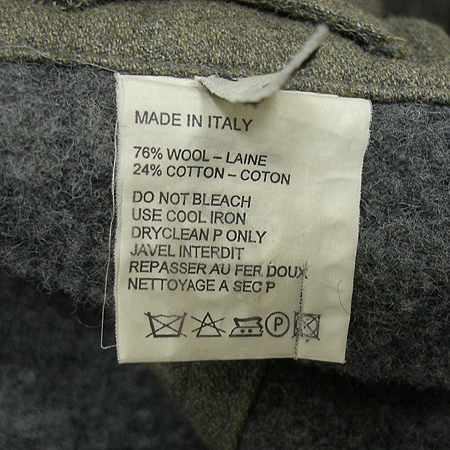 MADE IN ITALY
76% WOOL – LAINE
24% COTTON – COTON
DO NOT BLEACH
USE COOL IRON
DRYCLEAN P ONLY
JAVEL INTERDIT
REPASSER AU FER DOUX
NETTOYAGE A SEC P
P